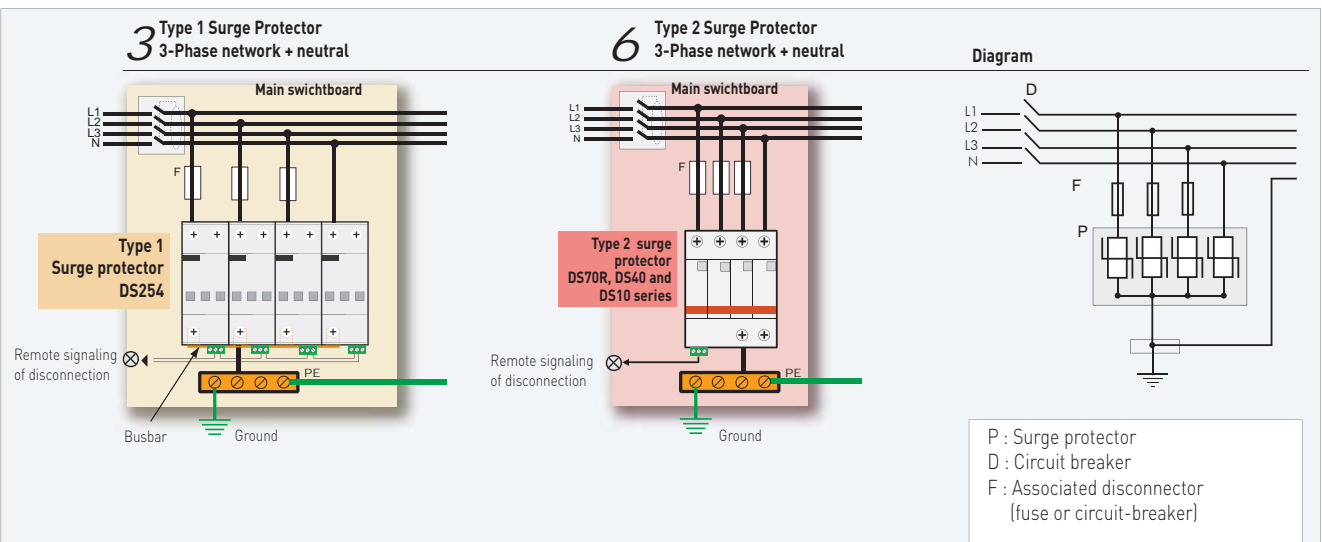 3 Type 1 Surge Protector
3-Phase network + neutral
Main swichtboard
L1
L2
L3
N
F
Type 1
Surge protector
DS254
Remote signaling
of disconnection
PE
Busbar
Ground
6 Type 2 Surge Protector
3-Phase network + neutral
Main swichtboard
L1
L2
L3
N
F
Type 2 surge
protector
DS70R, DS40 and
DS10 series
Remote signaling
of disconnection
PE
Ground
Diagram
D
L1
L2
L3
N
F
P
P : Surge protector
D : Circuit breaker
F : Associated disconnector
(fuse or circuit-breaker)